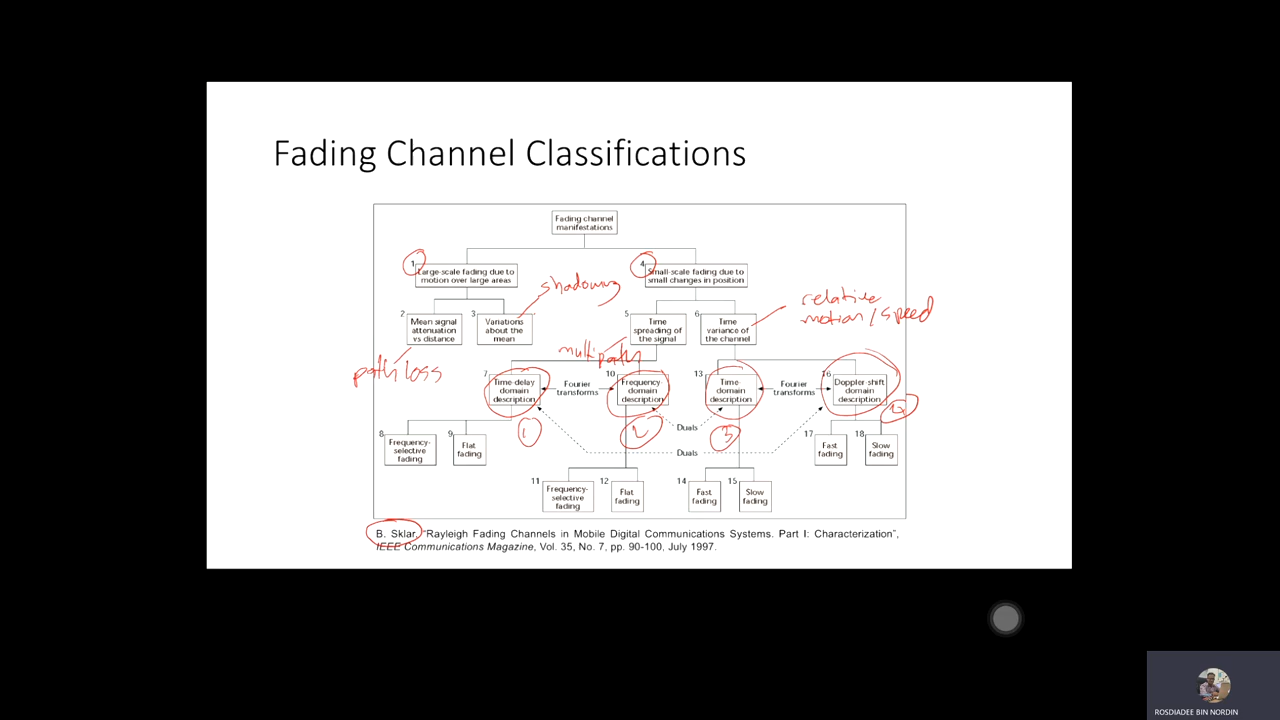 Fading Channel Classifications
Fading channel
manifestations
1
Large-scale fading due to
motion over large areas
4
Small-scale fading due to
small changes in position
shadowing
relative
motion / speed
2
Mean signal
attenuation
vs distance
3
Variations
about the
mean
5
Time
spreading of
the signal
6
Time
variance of
the channel
path loss
multipath
7
Time-delay
domain
description
Fourier
transforms
10
Frequency-
domain
description
13
Time-
domain
description
Fourier
transforms
16
Doppler-shift
domain
description
1
2
3
4
Duals
Duals
8
Frequency-
selective
fading
9
Flat
fading
17
Fast
fading
18
Slow
fading
11
Frequency-
selective
fading
12
Flat
fading
14
Fast
fading
15
Slow
fading
B. Sklar, "Rayleigh Fading Channels in Mobile Digital Communications Systems. Part I: Characterization",
IEEE Communications Magazine, Vol. 35, No. 7, pp. 90-100, July 1997.
ROSDIADEE BIN NORDIN